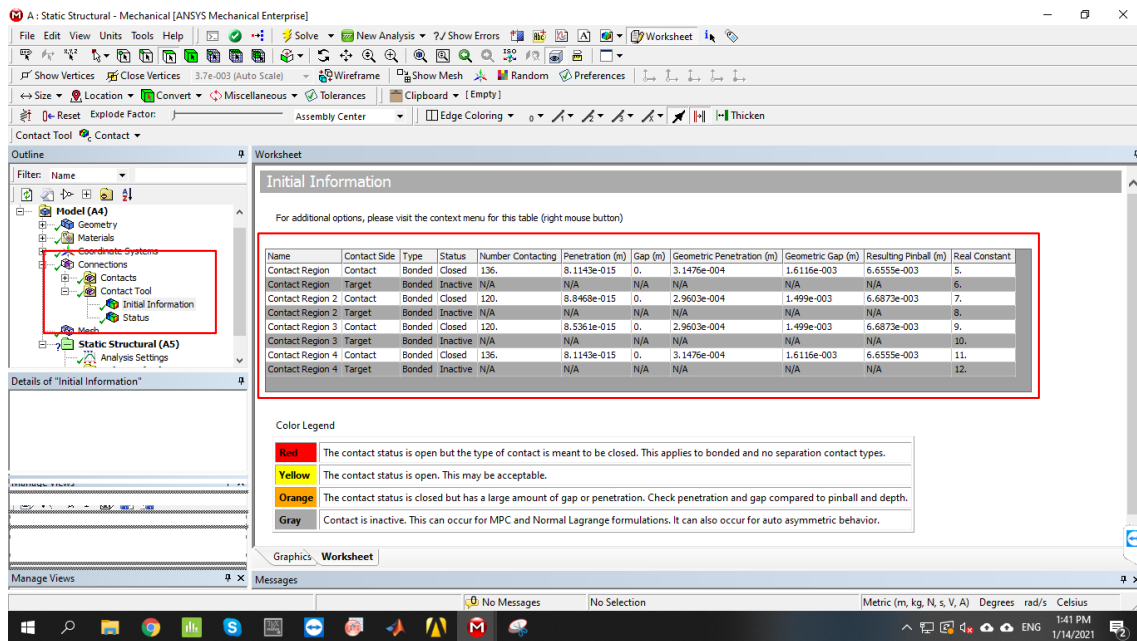 A : Static Structural - Mechanical [ANSYS Mechanical Enterprise]
File Edit View Units Tools Help Solve New Analysis ?/ Show Errors Worksheet
Show Vertices Close Vertices 3.7e-003 (Auto Scale) Wireframe Show Mesh Random Preferences
Size Location Convert Miscellaneous Tolerances Clipboard [Empty]
Reset Explode Factor: Assembly Center Edge Coloring Thicken
Contact Tool Contact
Outline
Filter: Name
Model (A4)
Geometry
Materials
Coordinate Systems
Connections
Contacts
Contact Tool
Initial Information
Status
Mesh
Static Structural (A5)
Analysis Settings
Details of "Initial Information"
Manage Views
Manage Views
Worksheet
Initial Information
For additional options, please visit the context menu for this table (right mouse button)
Name Contact Side Type Status Number Contacting Penetration (m) Gap (m) Geometric Penetration (m) Geometric Gap (m) Resulting Pinball (m) Real Constant
Contact Region Contact Bonded Closed 136. 8.1143e-015 0. 3.1476e-004 1.6116e-003 6.6555e-003 5.
Contact Region Target Bonded Inactive N/A N/A N/A N/A N/A N/A 6.
Contact Region 2 Contact Bonded Closed 120. 8.8468e-015 0. 2.9603e-004 1.499e-003 6.6873e-003 7.
Contact Region 2 Target Bonded Inactive N/A N/A N/A N/A N/A N/A 8.
Contact Region 3 Contact Bonded Closed 120. 8.5361e-015 0. 2.9603e-004 1.499e-003 6.6873e-003 9.
Contact Region 3 Target Bonded Inactive N/A N/A N/A N/A N/A N/A 10.
Contact Region 4 Contact Bonded Closed 136. 8.1143e-015 0. 3.1476e-004 1.6116e-003 6.6555e-003 11.
Contact Region 4 Target Bonded Inactive N/A N/A N/A N/A N/A N/A 12.
Color Legend
Red The contact status is open but the type of contact is meant to be closed. This applies to bonded and no separation contact types.
Yellow The contact status is open. This may be acceptable.
Orange The contact status is closed but has a large amount of gap or penetration. Check penetration and gap compared to pinball and depth.
Gray Contact is inactive. This can occur for MPC and Normal Lagrange formulations. It can also occur for auto asymmetric behavior.
Graphics Worksheet
Messages
0 No Messages No Selection Metric (m, kg, N, s, V, A) Degrees rad/s Celsius
ENG 1:41 PM
1/14/2021